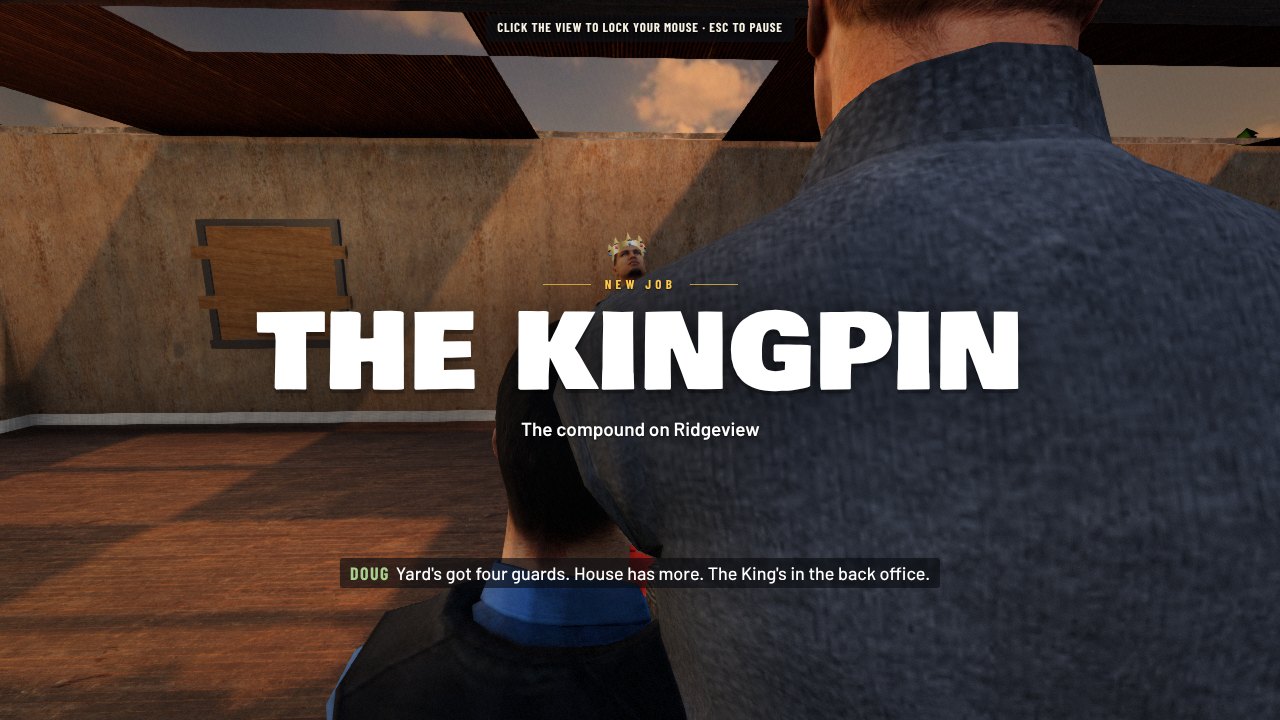 CLICK THE VIEW TO LOCK YOUR MOUSE · ESC TO PAUSE
NEW JOB
THE KINGPIN
The compound on Ridgeview
DOUG Yard's got four guards. House has more. The King's in the back office.